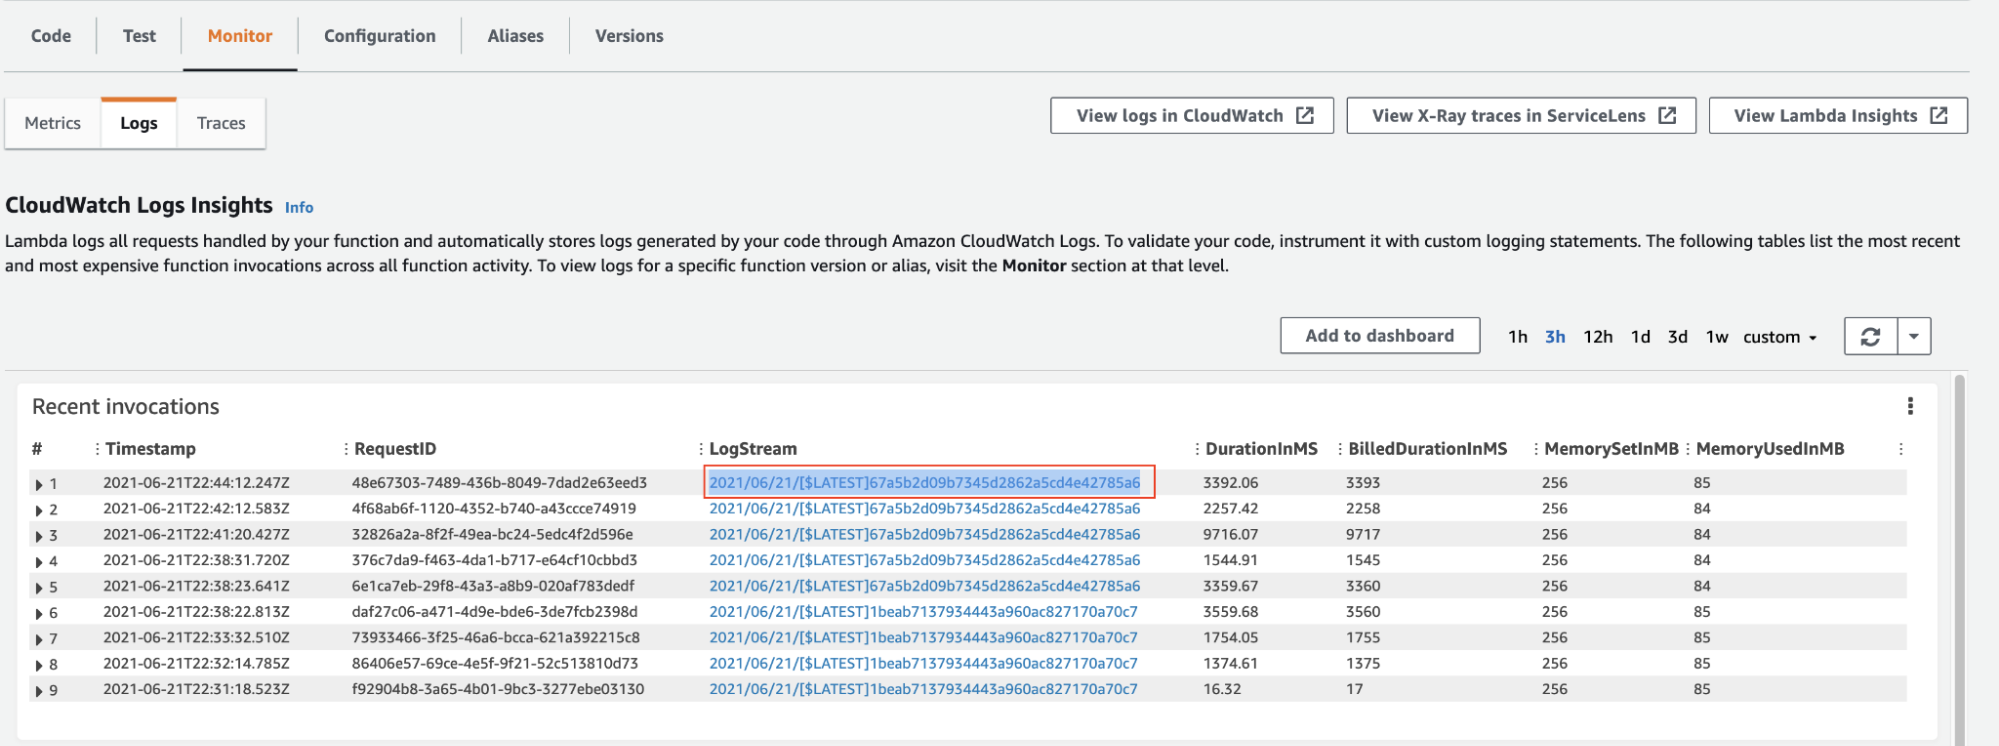 Code Test Monitor Configuration Aliases Versions
Metrics Logs Traces View logs in CloudWatch View X-Ray traces in ServiceLens View Lambda Insights
CloudWatch Logs Insights Info
Lambda logs all requests handled by your function and automatically stores logs generated by your code through Amazon CloudWatch Logs. To validate your code, instrument it with custom logging statements. The following tables list the most recent
and most expensive function invocations across all function activity. To view logs for a specific function version or alias, visit the Monitor section at that level.
Add to dashboard 1h 3h 12h 1d 3d 1w custom
Recent invocations
# Timestamp RequestID LogStream DurationInMS BilledDurationInMS MemorySetInMB MemoryUsedInMB
1 2021-06-21T22:44:12.247Z 48e67303-7489-436b-8049-7dad2e63eed3 2021/06/21/[$LATEST]67a5b2d09b7345d2862a5cd4e42785a6 3392.06 3393 256 85
2 2021-06-21T22:42:12.583Z 4f68ab6f-1120-4352-b740-a43ccce74919 2021/06/21/[$LATEST]67a5b2d09b7345d2862a5cd4e42785a6 2257.42 2258 256 84
3 2021-06-21T22:41:20.427Z 32826a2a-8f2f-49ea-bc24-5edc4f2d596e 2021/06/21/[$LATEST]67a5b2d09b7345d2862a5cd4e42785a6 9716.07 9717 256 84
4 2021-06-21T22:38:31.720Z 376c7da9-f463-4da1-b717-e64cf10cbbd3 2021/06/21/[$LATEST]67a5b2d09b7345d2862a5cd4e42785a6 1544.91 1545 256 84
5 2021-06-21T22:38:23.641Z 6e1ca7eb-29f8-43a3-a8b9-020af783dedf 2021/06/21/[$LATEST]67a5b2d09b7345d2862a5cd4e42785a6 3359.67 3360 256 84
6 2021-06-21T22:38:22.813Z daf27c06-a471-4d9e-bde6-3de7fcb2398d 2021/06/21/[$LATEST]1beab7137934443a960ac827170a70c7 3559.68 3560 256 85
7 2021-06-21T22:33:32.510Z 73933466-3f25-46a6-bcca-621a392215c8 2021/06/21/[$LATEST]1beab7137934443a960ac827170a70c7 1754.05 1755 256 85
8 2021-06-21T22:32:14.785Z 86406e57-69ce-4e5f-9f21-52c513810d73 2021/06/21/[$LATEST]1beab7137934443a960ac827170a70c7 1374.61 1375 256 85
9 2021-06-21T22:31:18.523Z f92904b8-3a65-4b01-9bc3-3277ebe03130 2021/06/21/[$LATEST]1beab7137934443a960ac827170a70c7 16.32 17 256 85